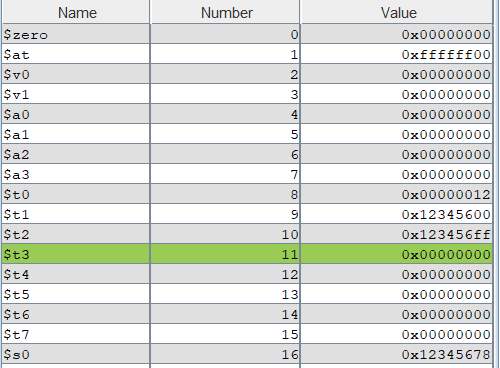 Name Number Value
$zero 0 0x00000000
$at 1 0xffffff00
$v0 2 0x00000000
$v1 3 0x00000000
$a0 4 0x00000000
$a1 5 0x00000000
$a2 6 0x00000000
$a3 7 0x00000000
$t0 8 0x00000012
$t1 9 0x12345600
$t2 10 0x123456ff
$t3 11 0x00000000
$t4 12 0x00000000
$t5 13 0x00000000
$t6 14 0x00000000
$t7 15 0x00000000
$s0 16 0x12345678